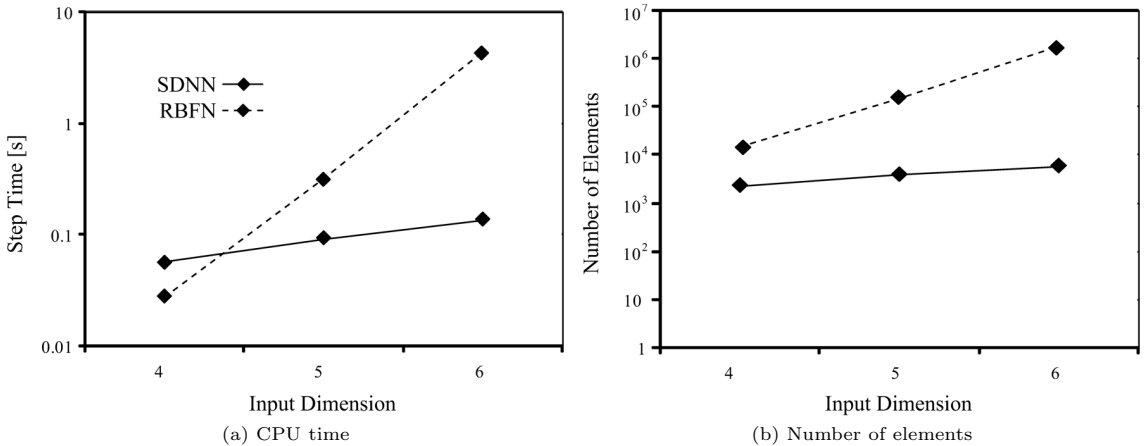 10
1
0.1
0.01
Step Time [s]
SDNN
RBFN
4 5 6
Input Dimension
(a) CPU time
10^7
10^6
10^5
10^4
10^3
10^2
10
1
Number of Elements
4 5 6
Input Dimension
(b) Number of elements